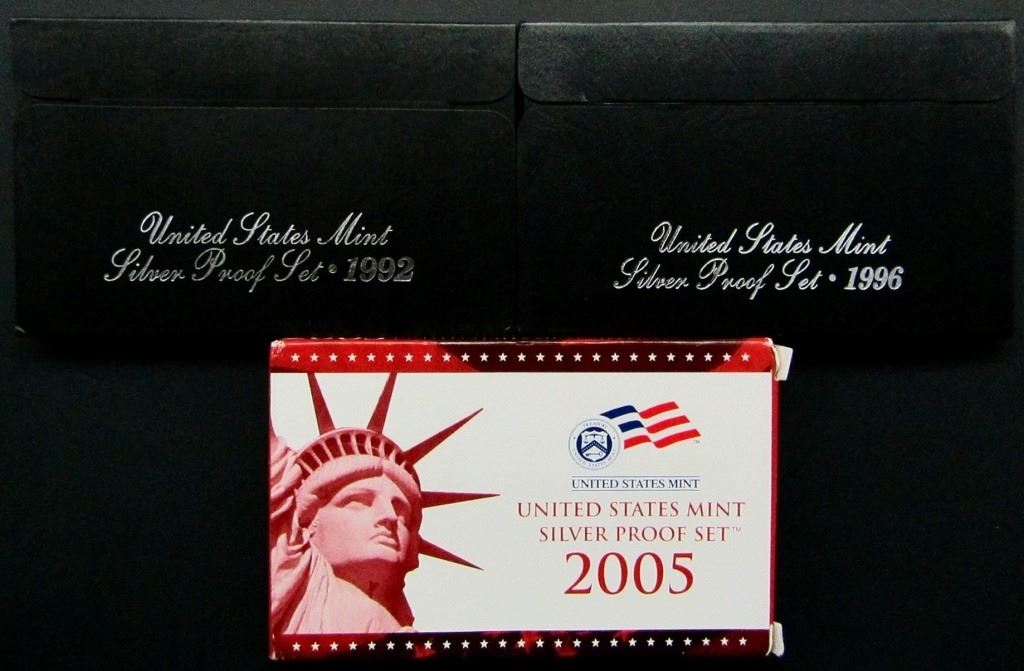 United States Mint
Silver Proof Set • 1992
United States Mint
Silver Proof Set • 1996
UNITED STATES MINT
UNITED STATES MINT
SILVER PROOF SET™
2005